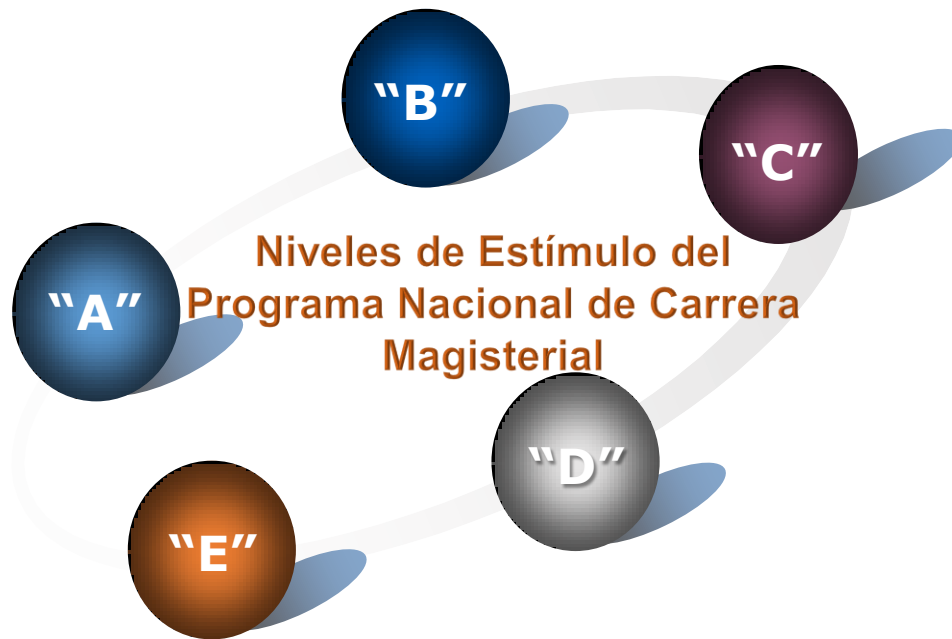 “B”
“C”
Niveles de Estímulo del
“A”
Programa Nacional de Carrera
Magisterial
“D”
“E”